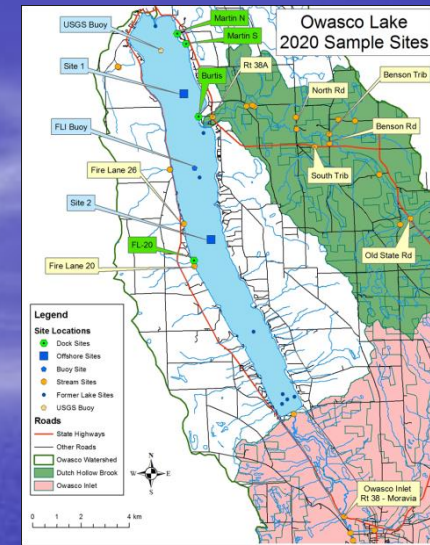 Owasco Lake
2020 Sample Sites
USGS Buoy
Martin N
Martin S
Site 1
Burtis
Rt 38A
North Rd
Benson Trib
FLI Buoy
Benson Rd
Fire Lane 26
South Trib
Site 2
FL-20
Fire Lane 20
Old State Rd
Legend
Site Locations
Dock Sites
Offshore Sites
Buoy Site
Stream Sites
Former Lake Sites
USGS Buoy
Roads
State Highways
Other Roads
Owasco Watershed
Dutch Hollow Brook
Owasco Inlet
N
W E
S
0 1 2 4 km
Owasco Inlet
Rt 38 - Moravia